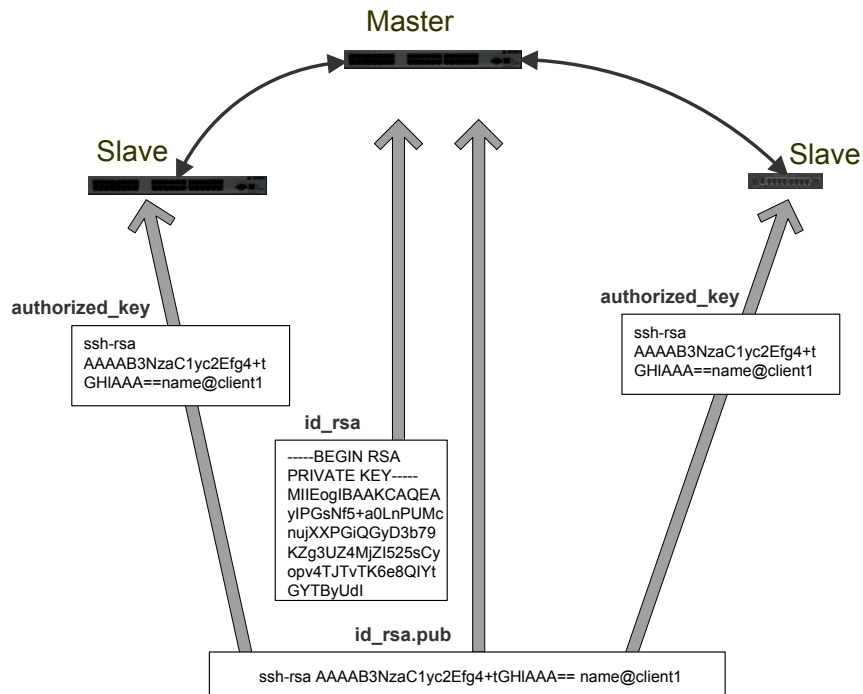 Master
Slave
Slave
authorized_key
ssh-rsa
AAAAB3NzaC1yc2Efg4+t
GHIAAA==name@client1
authorized_key
ssh-rsa
AAAAB3NzaC1yc2Efg4+t
GHIAAA==name@client1
id_rsa
-----BEGIN RSA
PRIVATE KEY-----
MIIEogIBAAKCAQEA
yIPGsNf5+a0LnPUMc
nujXXPGiQGyD3b79
KZg3UZ4MjZI525sCy
opv4TJTvTK6e8QIYt
GYTByUdI
id_rsa.pub
ssh-rsa AAAAB3NzaC1yc2Efg4+tGHIAAA== name@client1